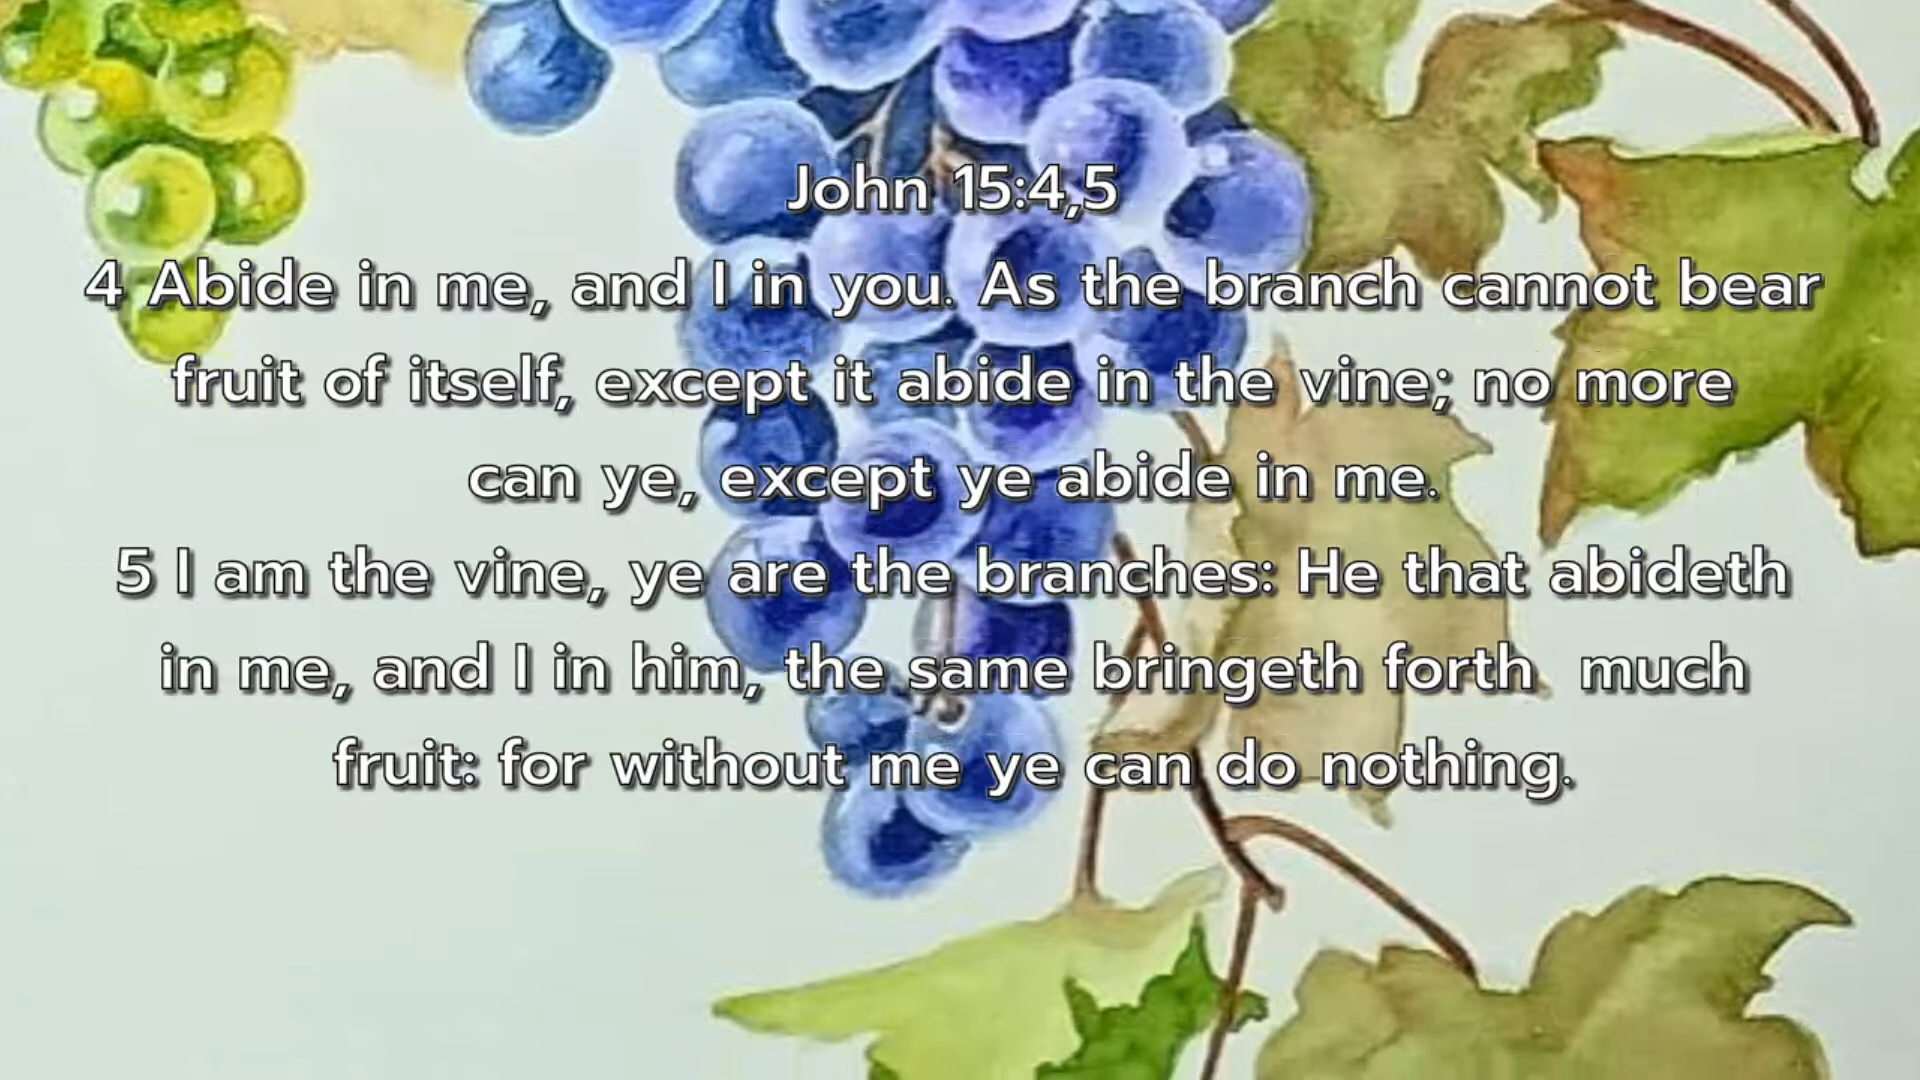 John 15:4,5
4 Abide in me, and I in you. As the branch cannot bear
fruit of itself, except it abide in the vine; no more
can ye, except ye abide in me.
5 I am the vine, ye are the branches: He that abideth
in me, and I in him, the same bringeth forth  much
fruit: for without me ye can do nothing.